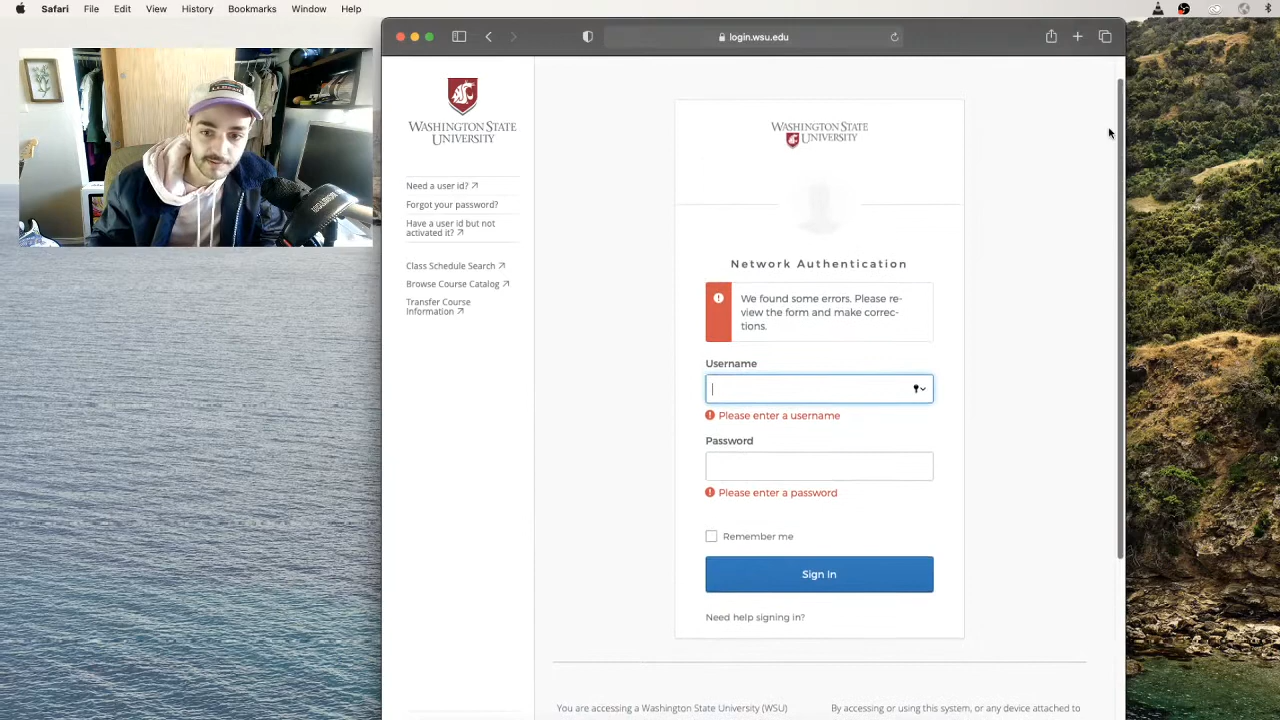 Safari File Edit View History Bookmarks Window Help
login.wsu.edu
WASHINGTON STATE
UNIVERSITY
Need a user id?
Forgot your password?
Have a user id but not
activated it?
Class Schedule Search
Browse Course Catalog
Transfer Course
Information
WASHINGTON STATE
UNIVERSITY
Network Authentication
We found some errors. Please re-
view the form and make correc-
tions.
Username
Please enter a username
Password
Please enter a password
Remember me
Sign In
Need help signing in?
You are accessing a Washington State University (WSU)
By accessing or using this system, or any device attached to